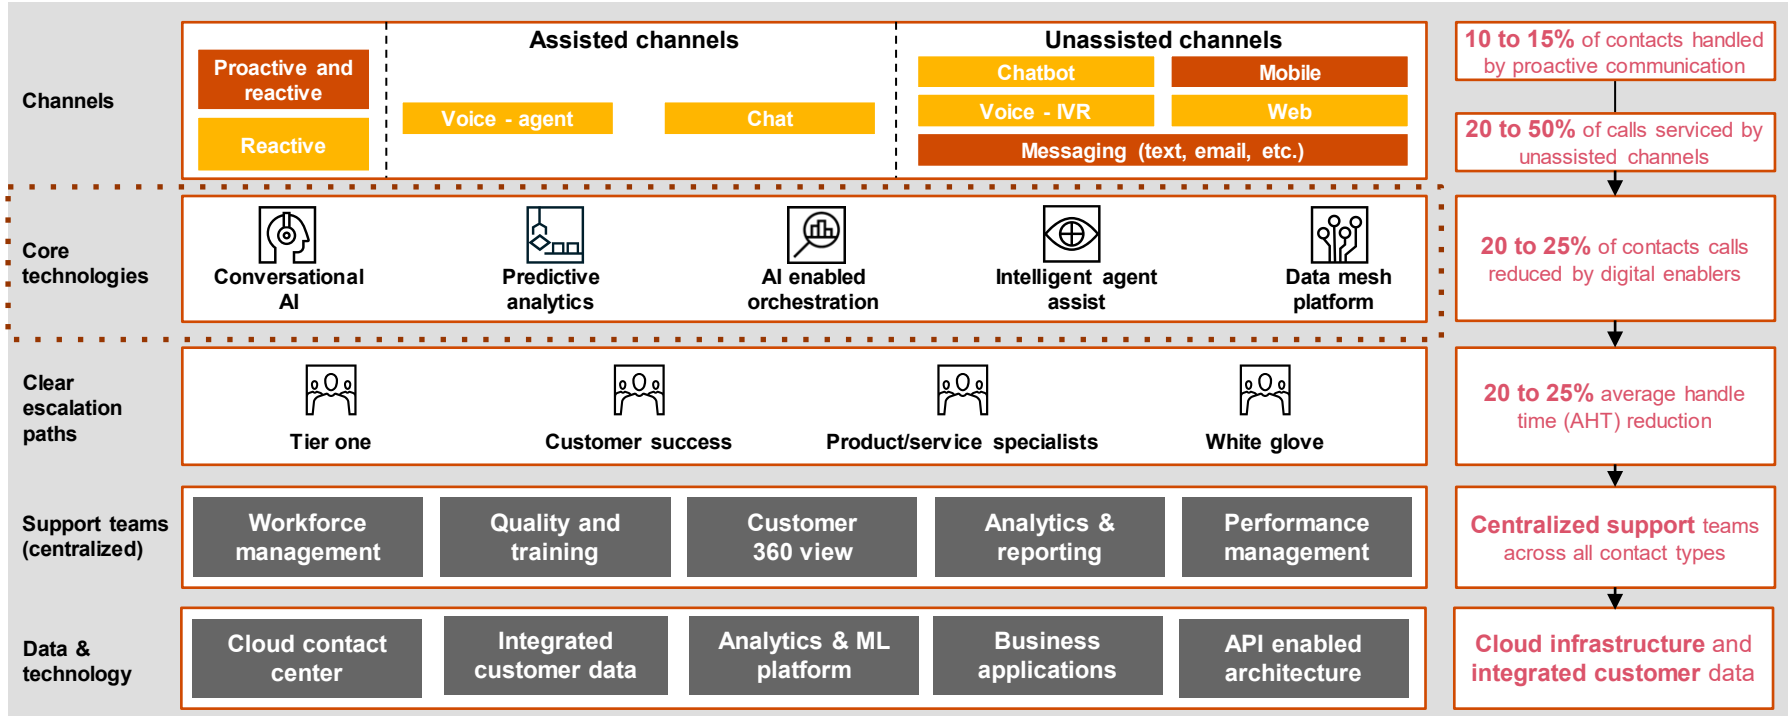 Channels
Proactive and
reactive
Reactive
Assisted channels
Voice - agent
Chat
Unassisted channels
Chatbot
Mobile
Voice - IVR
Web
Messaging (text, email, etc.)
10 to 15% of contacts handled
by proactive communication
20 to 50% of calls serviced by
unassisted channels
Core
technologies
Conversational
AI
Predictive
analytics
AI enabled
orchestration
Intelligent agent
assist
Data mesh
platform
20 to 25% of contacts calls
reduced by digital enablers
Clear
escalation
paths
Tier one
Customer success
Product/service specialists
White glove
20 to 25% average handle
time (AHT) reduction
Support teams
(centralized)
Workforce
management
Quality and
training
Customer
360 view
Analytics &
reporting
Performance
management
Centralized support teams
across all contact types
Data &
technology
Cloud contact
center
Integrated
customer data
Analytics & ML
platform
Business
applications
API enabled
architecture
Cloud infrastructure and
integrated customer data